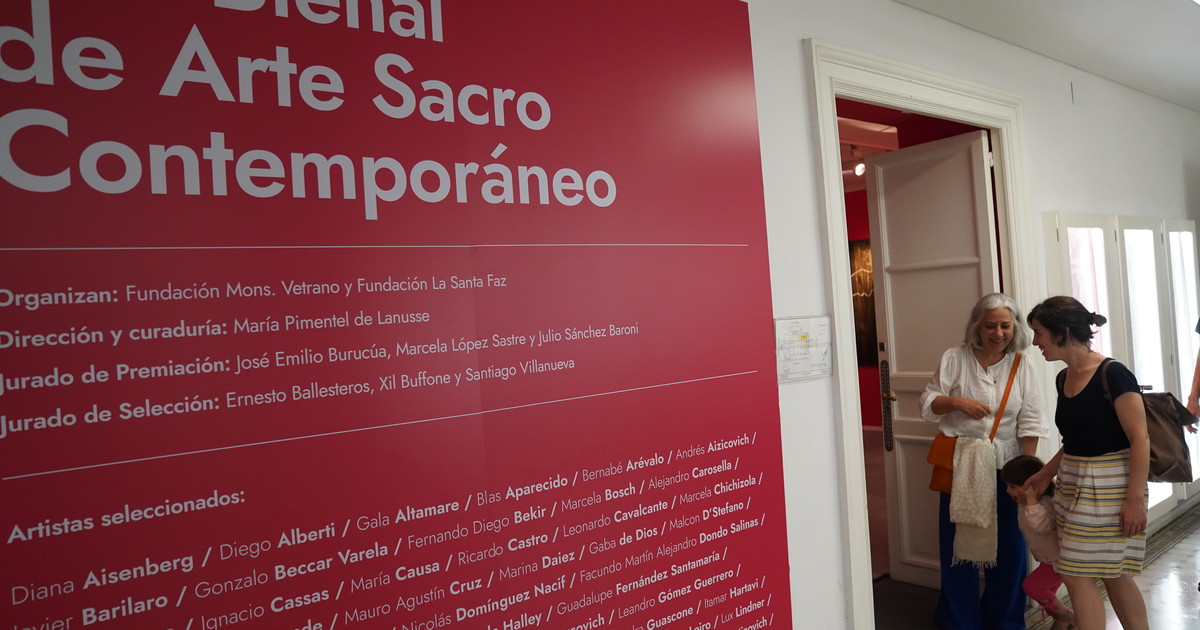 Bienal
de Arte Sacro
Contemporáneo
Organizan: Fundación Mons. Vetrano y Fundación La Santa Faz
Dirección y curaduría: María Pimentel de Lanusse
Jurado de Premiación: José Emilio Burucúa, Marcela López Sastre y Julio Sánchez Baroni
Jurado de Selección: Ernesto Ballesteros, Xil Buffone y Santiago Villanueva
Artistas seleccionados:
Diana Aisenberg / Diego Alberti / Gala Altamare / Blas Aparecido / Bernabé Arévalo / Andrés Aizicovich /
Javier Barilaro / Gonzalo Beccar Varela / Fernando Diego Bekir / Marcela Bosch / Alejandro Carosella /
/ Ignacio Cassas / María Causa / Ricardo Castro / Leonardo Cavalcante / Marcela Chichizola /
/ Mauro Agustín Cruz / Marina Daiez / Gaba de Dios / Malcon D'Stefano /
/ Nicolás Domínguez Nacif / Facundo Martín Alejandro Dondo Salinas /
Halley / Guadalupe Fernández Santamaría /
/ Leandro Gómez Guerrero /
Guascone / Itamar Hartavi /
/ Lux Lindner /